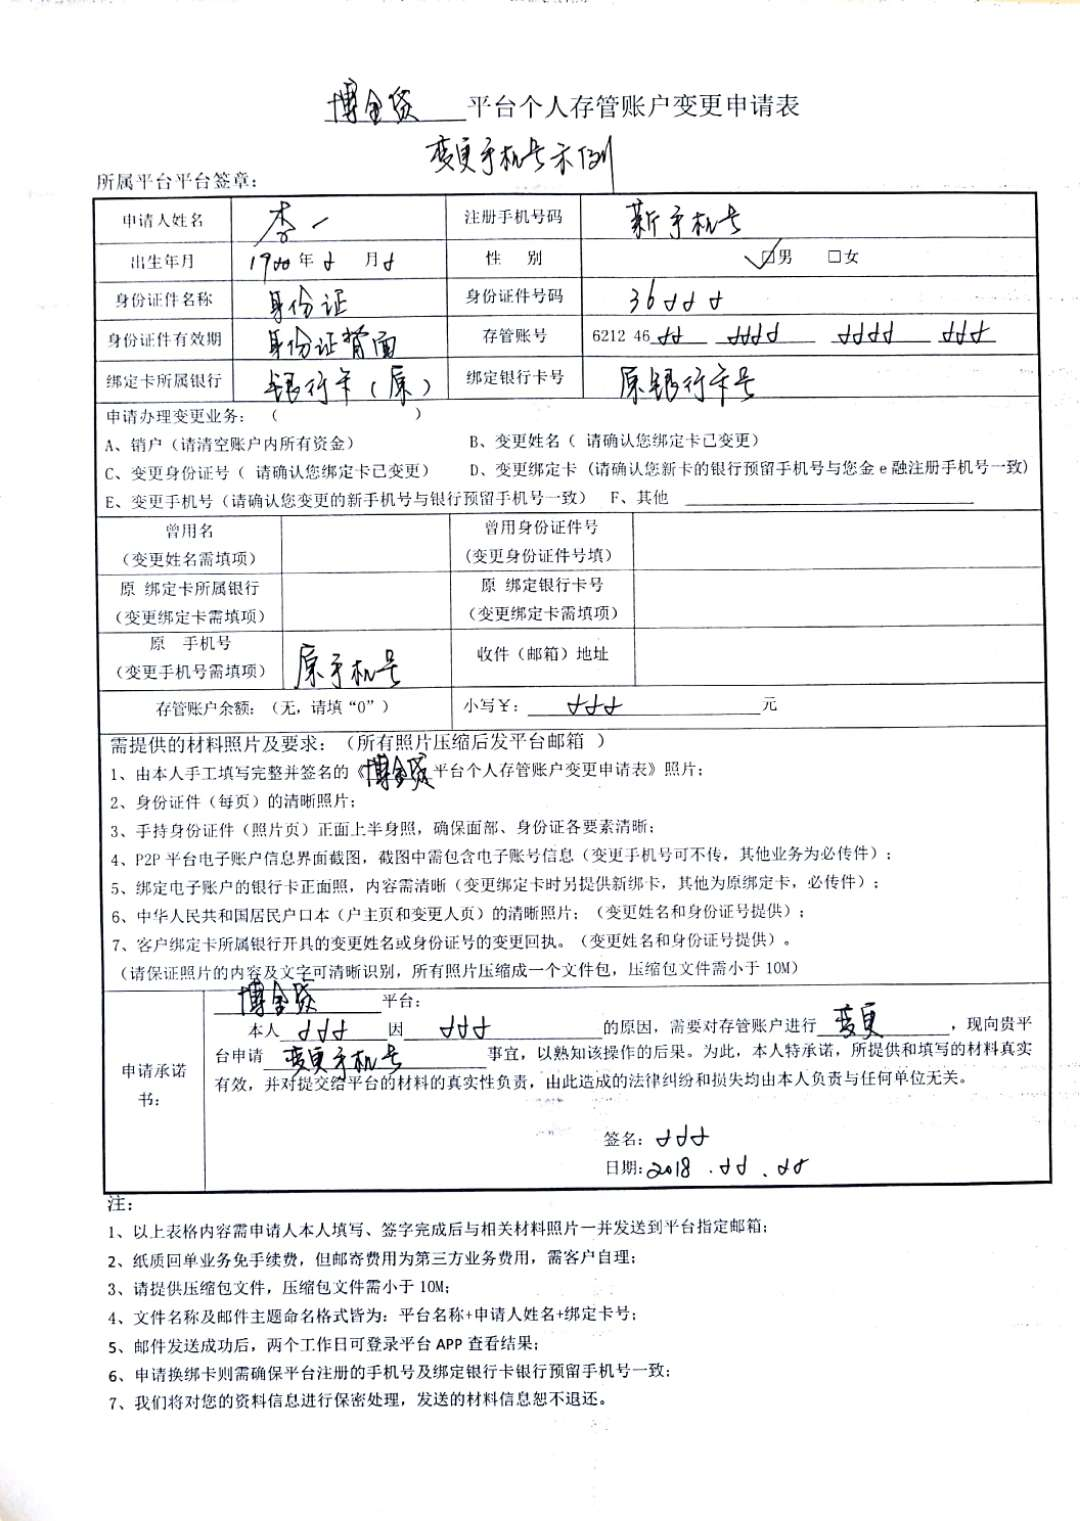 博金贷 平台个人存管账户变更申请表
变更手机号示例
所属平台平台签章：
申请人姓名 李一 注册手机号码 新手机号
出生年月 19 年 月 性 别 ☑男 □女
身份证件名称 身份证 身份证件号码 36
身份证件有效期 身份证背面 存管账号 6212 46
绑定卡所属银行 银行卡（原） 绑定银行卡号 原银行卡号
申请办理变更业务：（ ）
A、销户（请清空账户内所有资金） B、变更姓名（ 请确认您绑定卡已变更）
C、变更身份证号（ 请确认您绑定卡已变更） D、变更绑定卡（请确认您新卡的银行预留手机号与您金 e 融注册手机号一致）
E、变更手机号（请确认您变更的新手机号与银行预留手机号一致） F、其他
曾用名 曾用身份证件号
（变更姓名需填项） （变更身份证件号填）
原 绑定卡所属银行 原 绑定银行卡号
（变更绑定卡需填项） （变更绑定卡需填项）
原 手机号
（变更手机号需填项） 原手机号 收件（邮箱）地址
存管账户余额：（无，请填“0”） 小写￥： 元
需提供的材料照片及要求：（所有照片压缩后发平台邮箱 ）
1、由本人手工填写完整并签名的《博金贷平台个人存管账户变更申请表》照片；
2、身份证件（每页）的清晰照片；
3、手持身份证件（照片页）正面上半身照，确保面部、身份证各要素清晰；
4、P2P 平台电子账户信息界面截图，截图中需包含电子账号信息（变更手机号可不传，其他业务为必传件）；
5、绑定电子账户的银行卡正面照，内容需清晰（变更绑定卡时另提供新绑卡，其他为原绑定卡，必传件）；
6、中华人民共和国居民户口本（户主页和变更人页）的清晰照片；（变更姓名和身份证号提供）；
7、客户绑定卡所属银行开具的变更姓名或身份证号的变更回执。（变更姓名和身份证号提供）。
（请保证照片的内容及文字可清晰识别，所有照片压缩成一个文件包，压缩包文件需小于 10M）
博金贷 平台：
本人 因 的原因，需要对存管账户进行 变更 ，现向贵平
台申请 变更手机号 事宜，以熟知该操作的后果。为此，本人特承诺，所提供和填写的材料真实
申请承诺书： 有效，并对提交给平台的材料的真实性负责，由此造成的法律纠纷和损失均由本人负责与任何单位无关。
签名：
日期：2018 . .
注：
1、以上表格内容需申请人本人填写、签字完成后与相关材料照片一并发送到平台指定邮箱；
2、纸质回单业务免手续费，但邮寄费用为第三方业务费用，需客户自理；
3、请提供压缩包文件，压缩包文件需小于 10M；
4、文件名称及邮件主题命名格式皆为：平台名称+申请人姓名+绑定卡号；
5、邮件发送成功后，两个工作日可登录平台 APP 查看结果；
6、申请换绑卡则需确保平台注册的手机号及绑定银行卡银行预留手机号一致；
7、我们将对您的资料信息进行保密处理，发送的材料信息恕不退还。